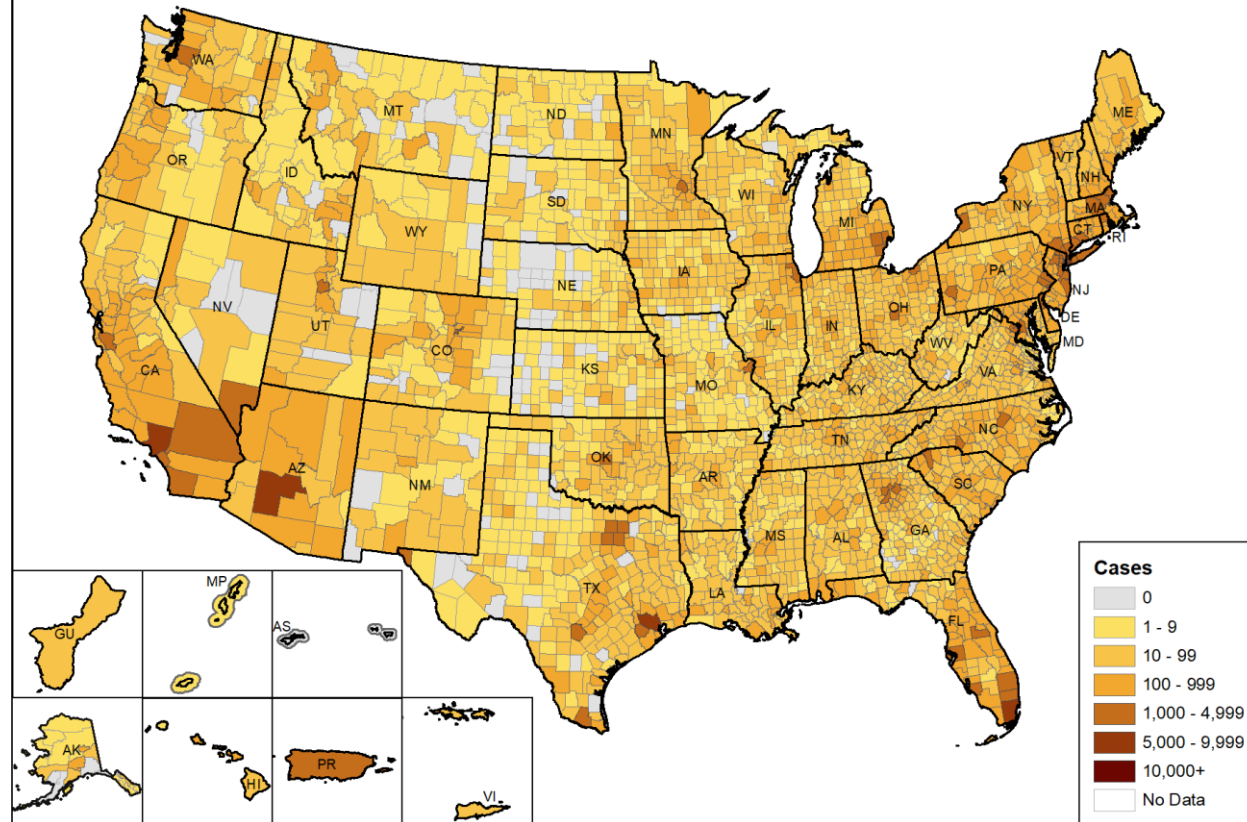 WA
MT
ND
MN
ME
OR
ID
SD
WI
VT
NH
NY
MA
WY
MI
CT
RI
IA
PA
NE
NV
NJ
UT
OH
IL
IN
DE
CO
MD
WV
CA
KS
MO
VA
KY
NC
TN
OK
AZ
AR
NM
SC
MS
AL
GA
TX
LA
FL
MP
GU
AS
AK
HI
PR
VI
Cases
0
1 - 9
10 - 99
100 - 999
1,000 - 4,999
5,000 - 9,999
10,000+
No Data